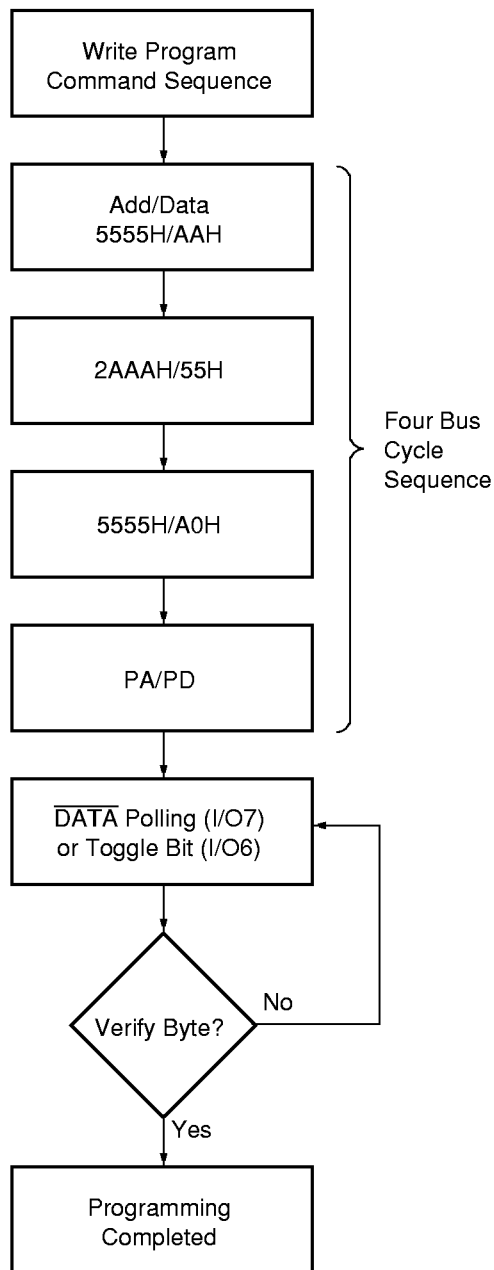 Write Program
Command Sequence
Add/Data
5555H/AAH
2AAAH/55H
5555H/A0H
PA/PD
Four Bus
Cycle
Sequence
DATA Polling (I/O7)
or Toggle Bit (I/O6)
Verify Byte?
No
Yes
Programming
Completed